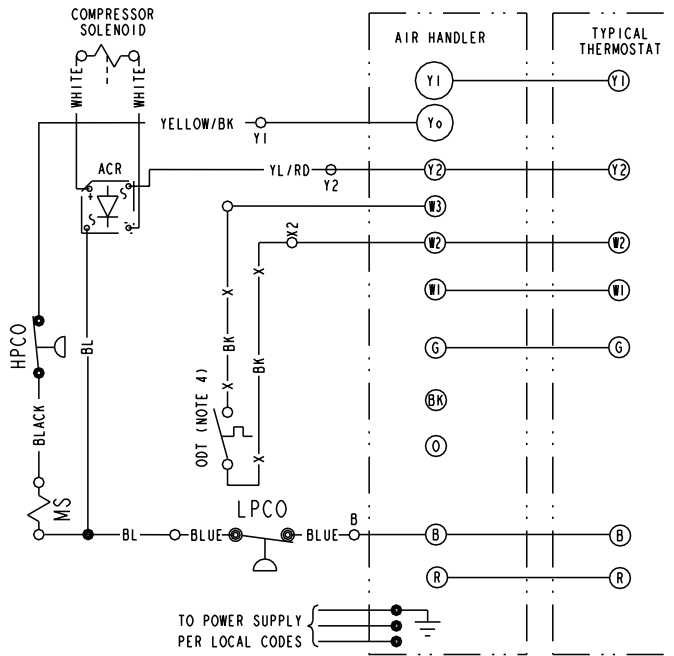 COMPRESSOR
SOLENOID
AIR HANDLER
TYPICAL
THERMOSTAT
WHITE
WHITE
Y1
Y1
YELLOW/BK
Y1
Yo
ACR
YL/RD
Y2
Y2
Y2
+
S
S
-
W3
X2
W2
W2
X
X
W1
W1
HPCO
BL
BK
BK
G
G
ODT (NOTE 4)
X
X
BK
BLACK
O
MS
LPCO
BL
BLUE
BLUE
B
B
B
R
R
TO POWER SUPPLY
PER LOCAL CODES